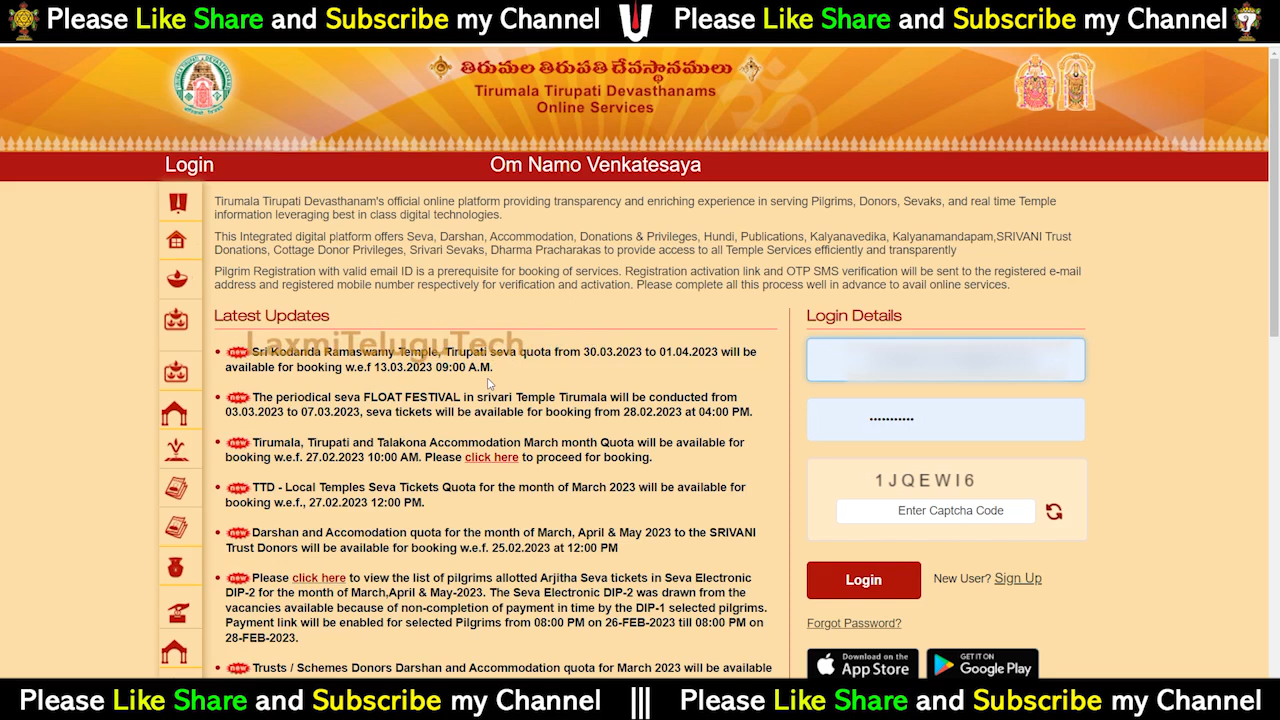 Please Like Share and Subscribe my Channel Please Like Share and Subscribe my Channel
తిరుమల తిరుపతి దేవస్థానములు
Tirumala Tirupati Devasthanams
Online Services
Login Om Namo Venkatesaya
Tirumala Tirupati Devasthanam's official online platform providing transparency and enriching experience in serving Pilgrims, Donors, Sevaks, and real time Temple
information leveraging best in class digital technologies.
This Integrated digital platform offers Seva, Darshan, Accommodation, Donations & Privileges, Hundi, Publications, Kalyanavedika, Kalyanamandapam,SRIVANI Trust
Donations, Cottage Donor Privileges, Srivari Sevaks, Dharma Pracharakas to provide access to all Temple Services efficiently and transparently
Pilgrim Registration with valid email ID is a prerequisite for booking of services. Registration activation link and OTP SMS verification will be sent to the registered e-mail
address and registered mobile number respectively for verification and activation. Please complete all this process well in advance to avail online services.
Latest Updates
LaxmiTeluguTech
new Sri Kodanda Ramaswamy Temple, Tirupati seva quota from 30.03.2023 to 01.04.2023 will be
available for booking w.e.f 13.03.2023 09:00 A.M.
new The periodical seva FLOAT FESTIVAL in srivari Temple Tirumala will be conducted from
03.03.2023 to 07.03.2023, seva tickets will be available for booking from 28.02.2023 at 04:00 PM.
new Tirumala, Tirupati and Talakona Accommodation March month Quota will be available for
booking w.e.f. 27.02.2023 10:00 AM. Please click here to proceed for booking.
new TTD - Local Temples Seva Tickets Quota for the month of March 2023 will be available for
booking w.e.f., 27.02.2023 12:00 PM.
new Darshan and Accomodation quota for the month of March, April & May 2023 to the SRIVANI
Trust Donors will be available for booking w.e.f. 25.02.2023 at 12:00 PM
new Please click here to view the list of pilgrims allotted Arjitha Seva tickets in Seva Electronic
DIP-2 for the month of March,April & May-2023. The Seva Electronic DIP-2 was drawn from the
vacancies available because of non-completion of payment in time by the DIP-1 selected pilgrims.
Payment link will be enabled for selected Pilgrims from 08:00 PM on 26-FEB-2023 till 08:00 PM on
28-FEB-2023.
new Trusts / Schemes Donors Darshan and Accommodation quota for March 2023 will be available
Login Details
•••••••••••
1JQEWI6
Enter Captcha Code
Login New User? Sign Up
Forgot Password?
Download on the
App Store
GET IT ON
Google Play
Please Like Share and Subscribe my Channel ||| Please Like Share and Subscribe my Channel